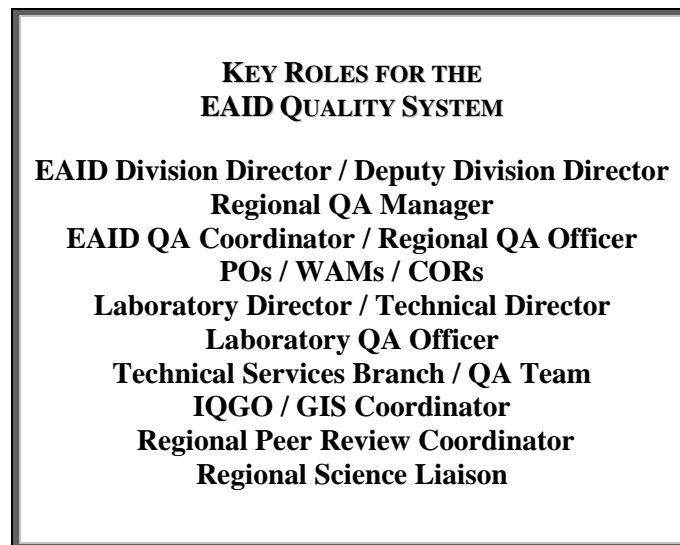 KEY ROLES FOR THE
EAID QUALITY SYSTEM
EAID Division Director / Deputy Division Director
Regional QA Manager
EAID QA Coordinator / Regional QA Officer
POs / WAMs / CORs
Laboratory Director / Technical Director
Laboratory QA Officer
Technical Services Branch / QA Team
IQGO / GIS Coordinator
Regional Peer Review Coordinator
Regional Science Liaison